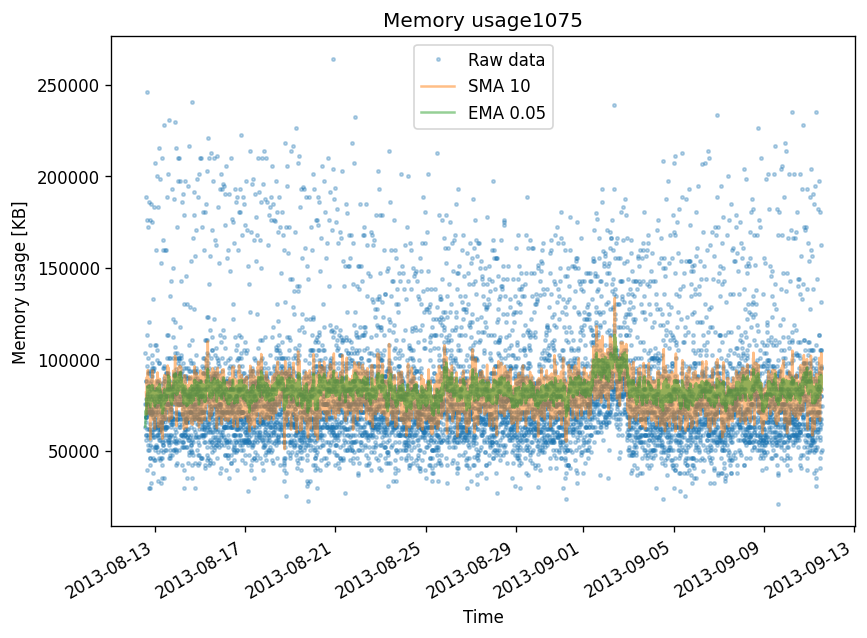 Memory usage1075
Raw data
SMA 10
EMA 0.05
Memory usage [KB]
250000
200000
150000
100000
50000
2013-08-13
2013-08-17
2013-08-21
2013-08-25
2013-08-29
2013-09-01
2013-09-05
2013-09-09
2013-09-13
Time